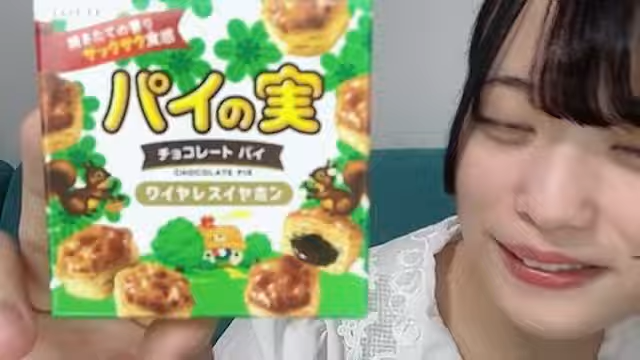 焼きたての香り
サックサク食感
パイの実
チョコレート パイ
CHOCOLATE PIE
ワイヤレスイヤホン